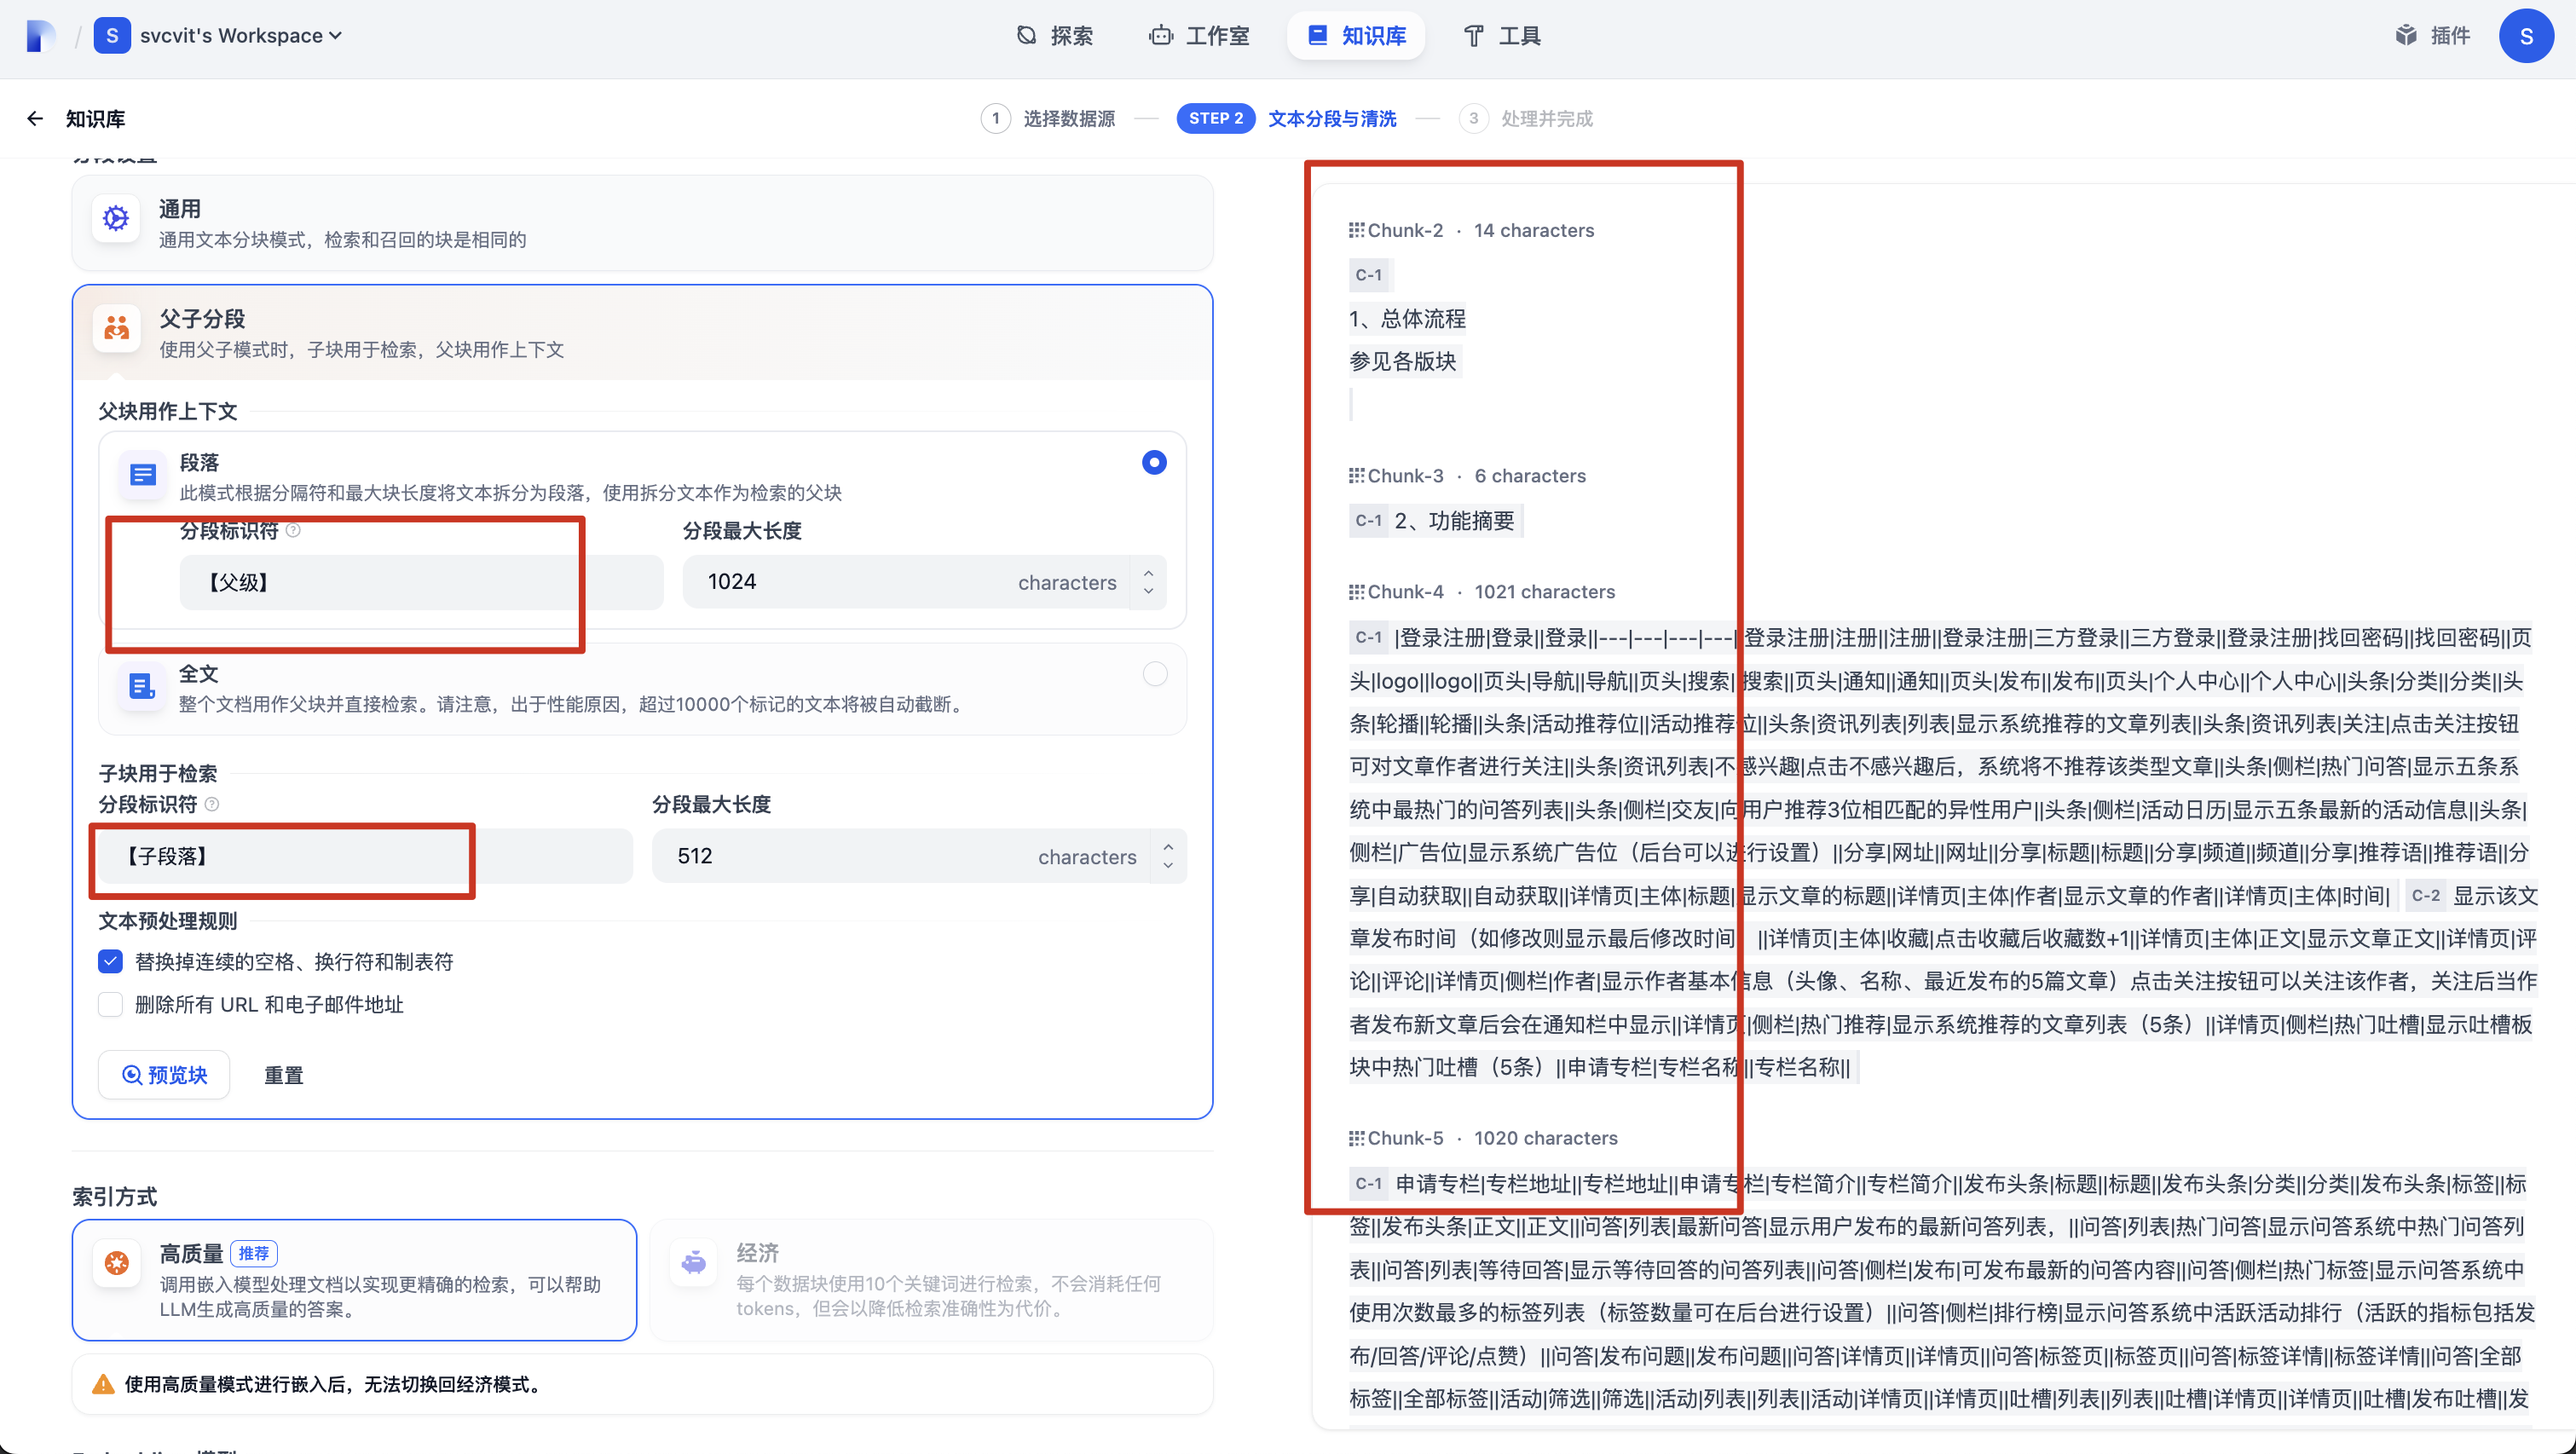 S svcvit's Workspace
探索
工作室
知识库
工具
插件
S
知识库
1 选择数据源
STEP 2 文本分段与清洗
3 处理并完成
分段设置
通用
通用文本分块模式，检索和召回的块是相同的
父子分段
使用父子模式时，子块用于检索，父块用作上下文
父块用作上下文
段落
此模式根据分隔符和最大块长度将文本拆分为段落，使用拆分文本作为检索的父块
分段标识符
分段最大长度
【父级】
1024 characters
全文
整个文档用作父块并直接检索。请注意，出于性能原因，超过10000个标记的文本将被自动截断。
子块用于检索
分段标识符
分段最大长度
【子段落】
512 characters
文本预处理规则
替换掉连续的空格、换行符和制表符
删除所有 URL 和电子邮件地址
预览块
重置
索引方式
高质量 推荐
调用嵌入模型处理文档以实现更精确的检索，可以帮助
LLM生成高质量的答案。
经济
每个数据块使用10个关键词进行检索，不会消耗任何
tokens，但会以降低检索准确性为代价。
使用高质量模式进行嵌入后，无法切换回经济模式。
Chunk-2 · 14 characters
C-1
1、总体流程
参见各版块
Chunk-3 · 6 characters
C-1 2、功能摘要
Chunk-4 · 1021 characters
C-1 |登录注册|登录||登录||---|---|---|---|登录注册|注册||注册||登录注册|三方登录||三方登录||登录注册|找回密码||找回密码||页
头|logo||logo||页头|导航||导航||页头|搜索||搜索||页头|通知||通知||页头|发布||发布||页头|个人中心||个人中心||头条|分类||分类||头
条|轮播||轮播||头条|活动推荐位||活动推荐位||头条|资讯列表|列表|显示系统推荐的文章列表||头条|资讯列表|关注|点击关注按钮
可对文章作者进行关注||头条|资讯列表|不感兴趣|点击不感兴趣后，系统将不推荐该类型文章||头条|侧栏|热门问答|显示五条系
统中最热门的问答列表||头条|侧栏|交友|向用户推荐3位相匹配的异性用户||头条|侧栏|活动日历|显示五条最新的活动信息||头条|
侧栏|广告位|显示系统广告位（后台可以进行设置）||分享|网址||网址||分享|标题||标题||分享|频道||频道||分享|推荐语||推荐语||分
享|自动获取||自动获取||详情页|主体|标题|显示文章的标题||详情页|主体|作者|显示文章的作者||详情页|主体|时间| C-2 显示该文
章发布时间（如修改则显示最后修改时间）||详情页|主体|收藏|点击收藏后收藏数+1||详情页|主体|正文|显示文章正文||详情页|评
论||评论||详情页|侧栏|作者|显示作者基本信息（头像、名称、最近发布的5篇文章）点击关注按钮可以关注该作者，关注后当作
者发布新文章后会在通知栏中显示||详情页|侧栏|热门推荐|显示系统推荐的文章列表（5条）||详情页|侧栏|热门吐槽|显示吐槽板
块中热门吐槽（5条）||申请专栏|专栏名称||专栏名称||
Chunk-5 · 1020 characters
C-1 申请专栏|专栏地址||专栏地址||申请专栏|专栏简介||专栏简介||发布头条|标题||标题||发布头条|分类||分类||发布头条|标签||标
签||发布头条|正文||正文||问答|列表|最新问答|显示用户发布的最新问答列表，||问答|列表|热门问答|显示问答系统中热门问答列
表||问答|列表|等待回答|显示等待回答的问答列表||问答|侧栏|发布|可发布最新的问答内容||问答|侧栏|热门标签|显示问答系统中
使用次数最多的标签列表（标签数量可在后台进行设置）||问答|侧栏|排行榜|显示问答系统中活跃活动排行（活跃的指标包括发
布/回答/评论/点赞）||问答|发布问题||发布问题||问答|详情页||详情页||问答|标签页||标签页||问答|标签详情||标签详情||问答|全部
标签||全部标签||活动|筛选||筛选||活动|列表||列表||活动|详情页||详情页||吐槽|列表||列表||吐槽|详情页||详情页||吐槽|发布吐槽||发